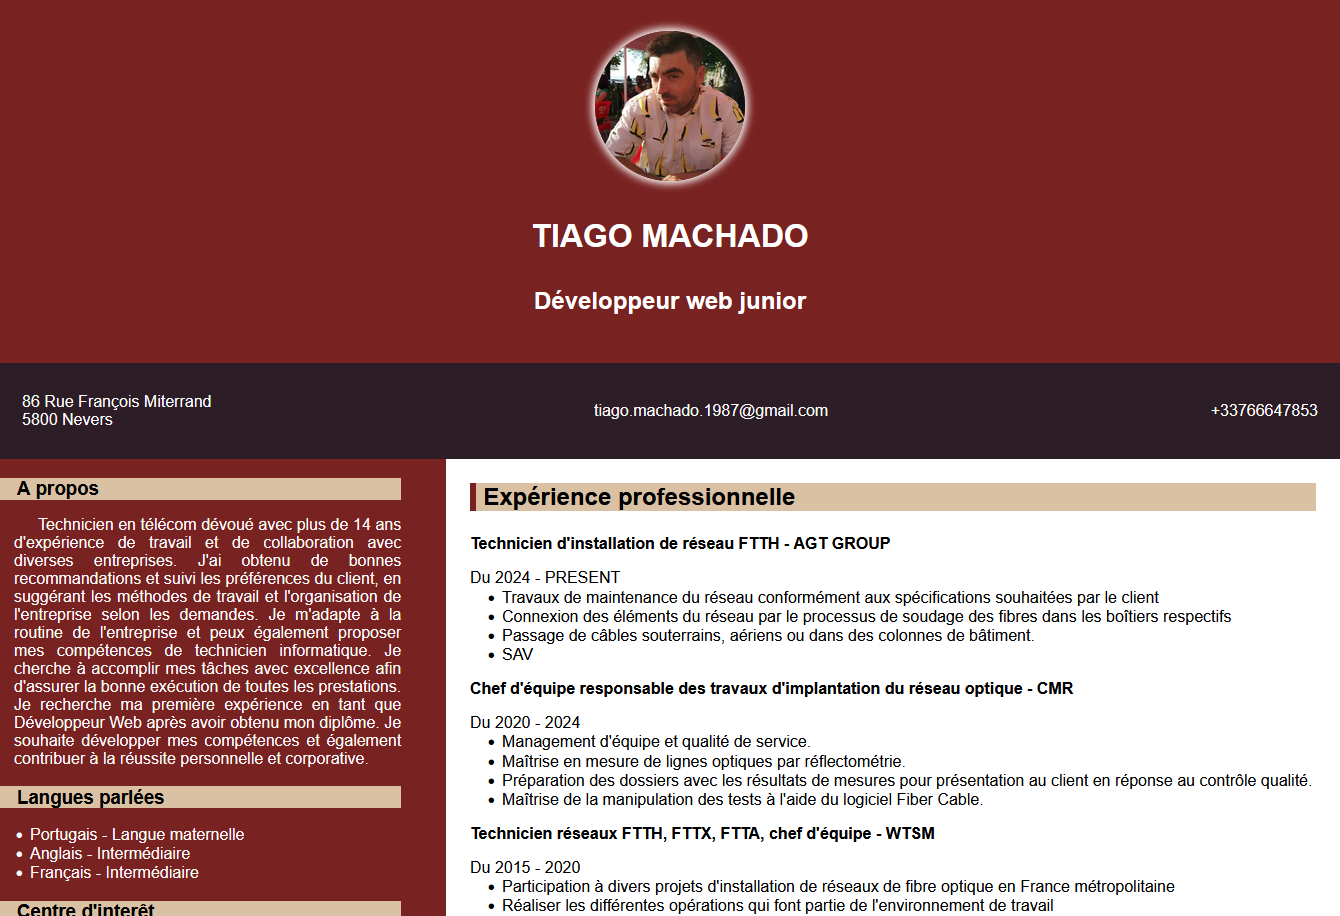 TIAGO MACHADO
Développeur web junior
86 Rue François Miterrand
5800 Nevers
tiago.machado.1987@gmail.com
+33766647853
A propos
Technicien en télécom dévoué avec plus de 14 ans
d'expérience de travail et de collaboration avec
diverses entreprises. J'ai obtenu de bonnes
recommandations et suivi les préférences du client, en
suggérant les méthodes de travail et l'organisation de
l'entreprise selon les demandes. Je m'adapte à la
routine de l'entreprise et peux également proposer
mes compétences de technicien informatique. Je
cherche à accomplir mes tâches avec excellence afin
d'assurer la bonne exécution de toutes les prestations.
Je recherche ma première expérience en tant que
Développeur Web après avoir obtenu mon diplôme. Je
souhaite développer mes compétences et également
contribuer à la réussite personnelle et corporative.
Langues parlées
Portugais - Langue maternelle
Anglais - Intermédiaire
Français - Intermédiaire
Centre d'interêt
Expérience professionnelle
Technicien d'installation de réseau FTTH - AGT GROUP
Du 2024 - PRESENT
Travaux de maintenance du réseau conformément aux spécifications souhaitées par le client
Connexion des éléments du réseau par le processus de soudage des fibres dans les boîtiers respectifs
Passage de câbles souterrains, aériens ou dans des colonnes de bâtiment.
SAV
Chef d'équipe responsable des travaux d'implantation du réseau optique - CMR
Du 2020 - 2024
Management d'équipe et qualité de service.
Maîtrise en mesure de lignes optiques par réflectométrie.
Préparation des dossiers avec les résultats de mesures pour présentation au client en réponse au contrôle qualité.
Maîtrise de la manipulation des tests à l'aide du logiciel Fiber Cable.
Technicien réseaux FTTH, FTTX, FTTA, chef d'équipe - WTSM
Du 2015 - 2020
Participation à divers projets d'installation de réseaux de fibre optique en France métropolitaine
Réaliser les différentes opérations qui font partie de l'environnement de travail